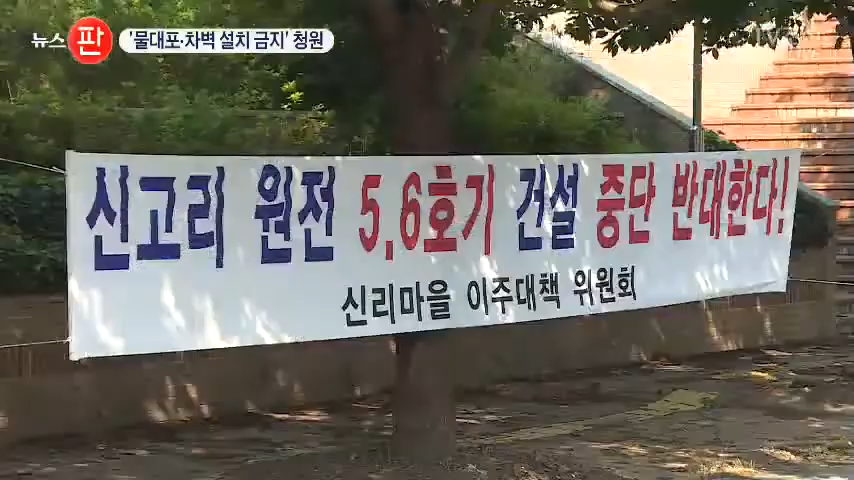 뉴스 판 '물대포·차벽 설치 금지' 청원
신고리 원전 5,6호기 건설 중단 반대한다!
신리마을 이주대책 위원회